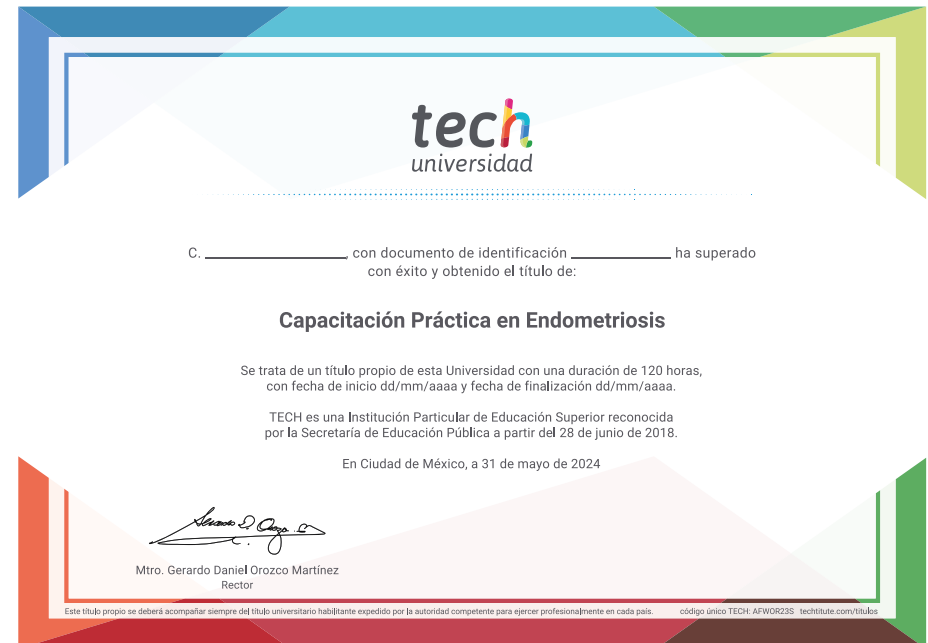 tech
universidad
C. ____________, con documento de identificación ____________ ha superado
con éxito y obtenido el título de:
Capacitación Práctica en Endometriosis
Se trata de un título propio de esta Universidad con una duración de 120 horas,
con fecha de inicio dd/mm/aaaa y fecha de finalización dd/mm/aaaa.
TECH es una Institución Particular de Educación Superior reconocida
por la Secretaría de Educación Pública a partir del 28 de junio de 2018.
En Ciudad de México, a 31 de mayo de 2024
Mtro. Gerardo Daniel Orozco Martínez
Rector
Este título propio se deberá acompañar siempre del título universitario habilitante expedido por la autoridad competente para ejercer profesionalmente en cada país. código único TECH: AFWOR23S techtitute.com/titulos